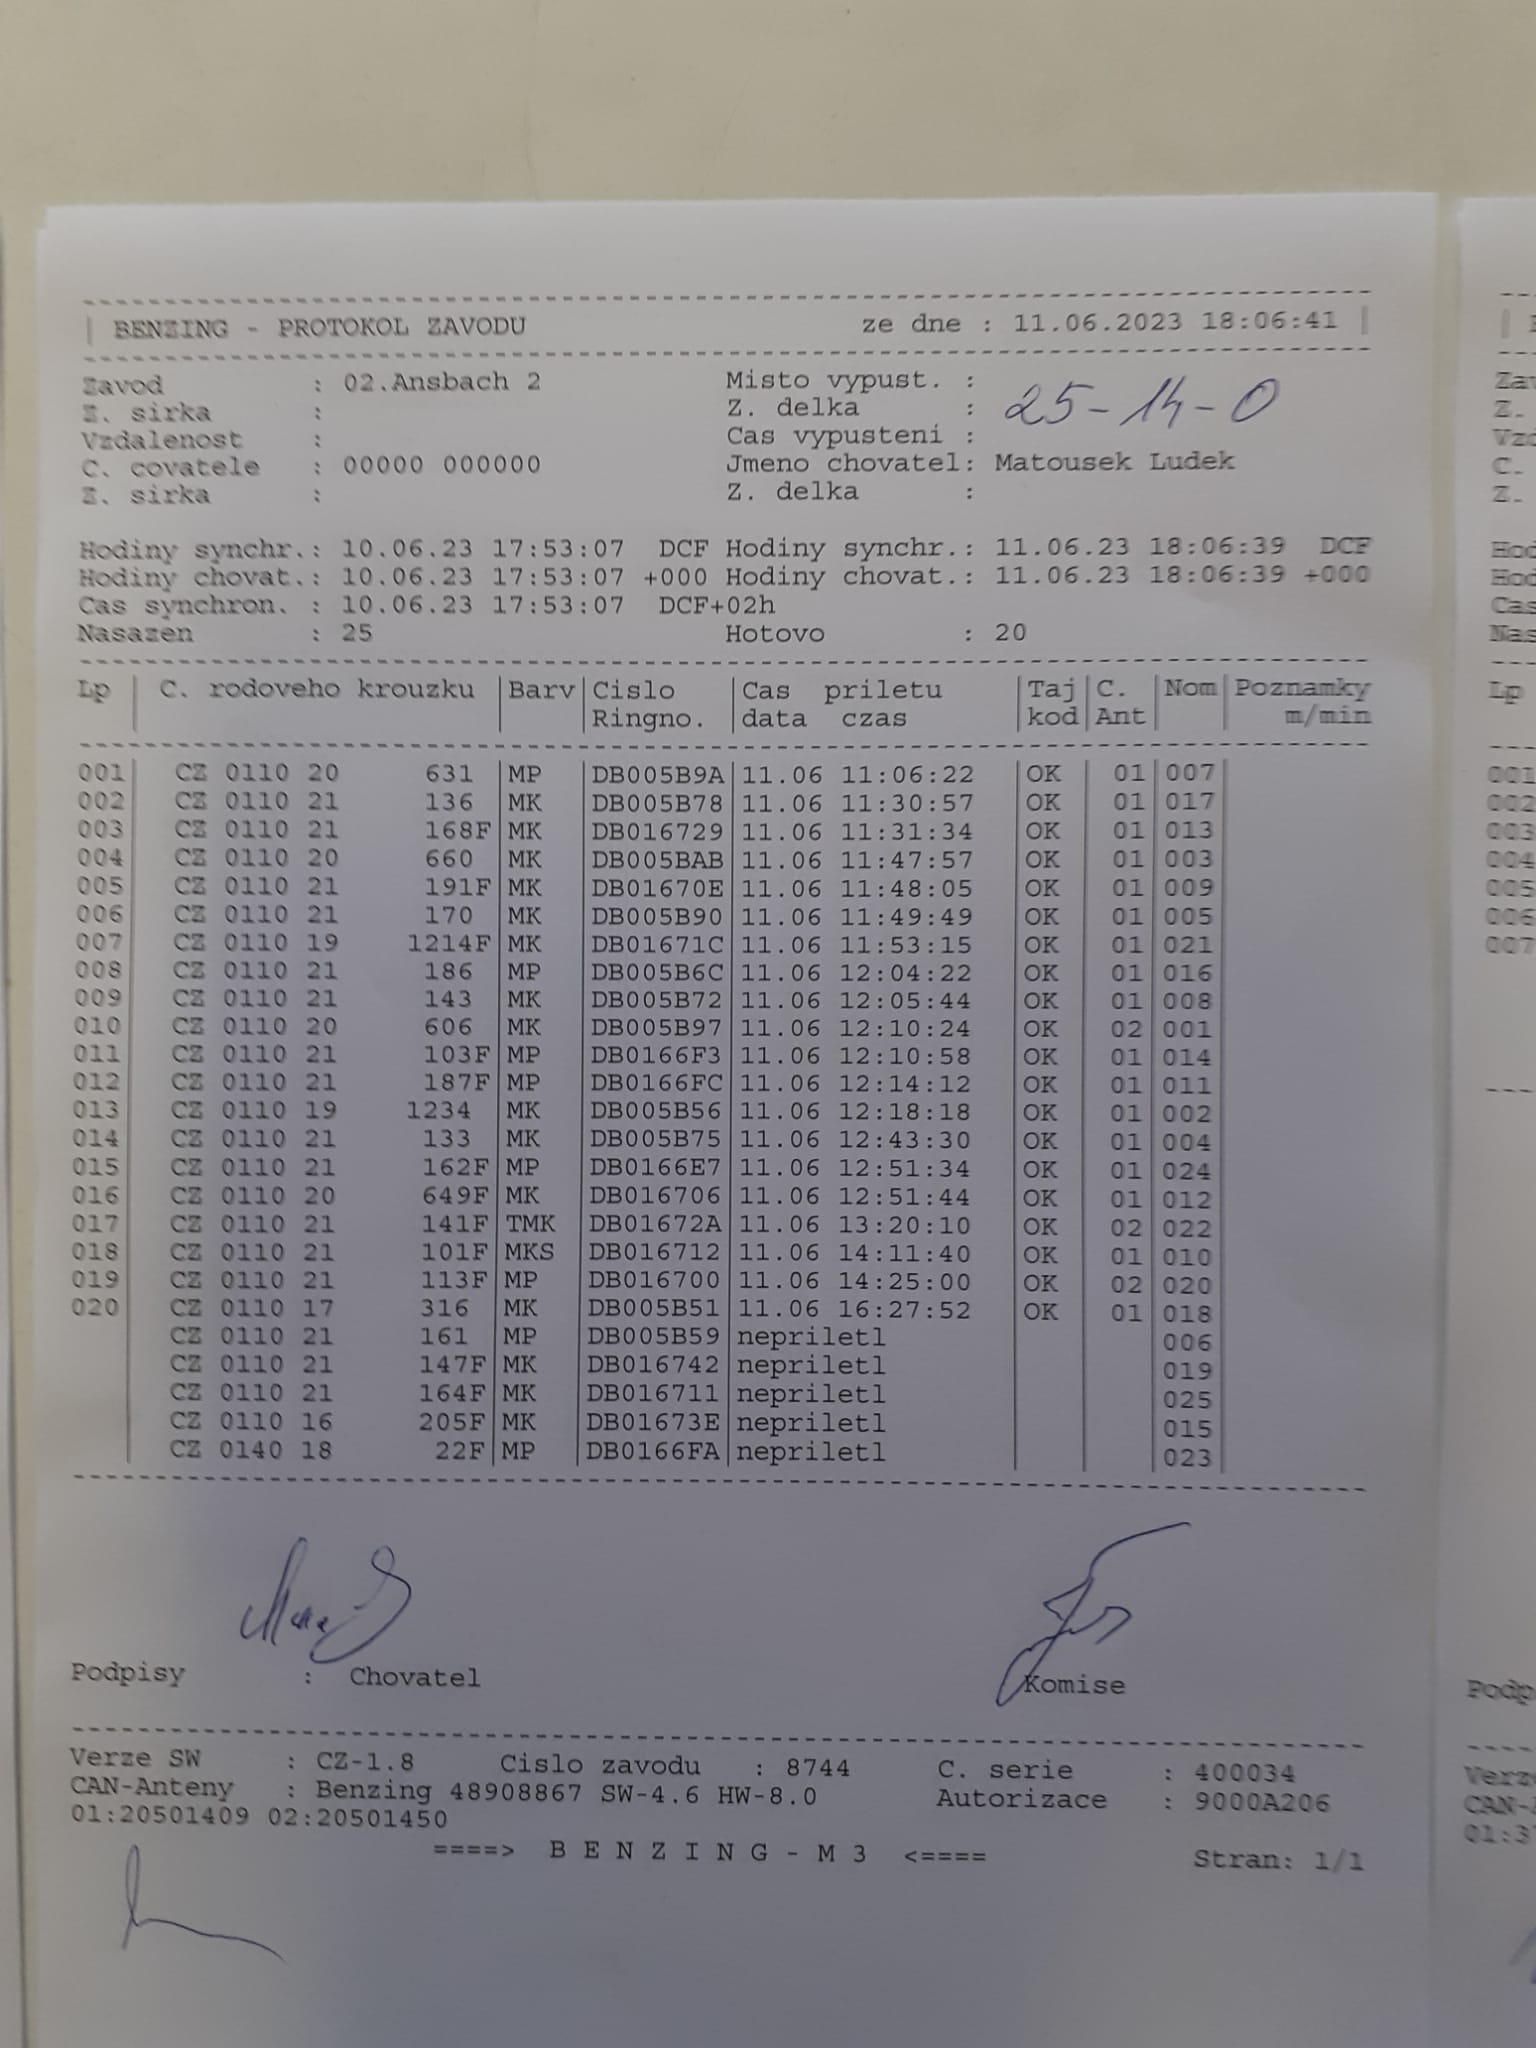 | BENZING - PROTOKOL ZAVODU ze dne : 11.06.2023 18:06:41 |
Zavod : 02.Ansbach 2 Misto vypust. :
Z. sirka : Z. delka : 25-14-0
Vzdalenost : Cas vypusteni :
C. covatele : 00000 000000 Jmeno chovatel: Matousek Ludek
Z. sirka : Z. delka :
Hodiny synchr.: 10.06.23 17:53:07 DCF Hodiny synchr.: 11.06.23 18:06:39 DCF
Hodiny chovat.: 10.06.23 17:53:07 +000 Hodiny chovat.: 11.06.23 18:06:39 +000
Cas synchron. : 10.06.23 17:53:07 DCF+02h
Nasazen : 25 Hotovo : 20
Lp | C. rodoveho krouzku |Barv|Cislo |Cas priletu |Taj|C. |Nom|Poznamky
Ringno. |data czas |kod|Ant| | m/min
001| CZ 0110 20 631 |MP |DB005B9A|11.06 11:06:22 |OK | 01|007|
002| CZ 0110 21 136 |MK |DB005B78|11.06 11:30:57 |OK | 01|017|
003| CZ 0110 21 168F|MK |DB016729|11.06 11:31:34 |OK | 01|013|
004| CZ 0110 20 660 |MK |DB005BAB|11.06 11:47:57 |OK | 01|003|
005| CZ 0110 21 191F|MK |DB01670E|11.06 11:48:05 |OK | 01|009|
006| CZ 0110 21 170 |MK |DB005B90|11.06 11:49:49 |OK | 01|005|
007| CZ 0110 19 1214F|MK |DB01671C|11.06 11:53:15 |OK | 01|021|
008| CZ 0110 21 186 |MP |DB005B6C|11.06 12:04:22 |OK | 01|016|
009| CZ 0110 21 143 |MK |DB005B72|11.06 12:05:44 |OK | 01|008|
010| CZ 0110 20 606 |MK |DB005B97|11.06 12:10:24 |OK | 02|001|
011| CZ 0110 21 103F|MP |DB0166F3|11.06 12:10:58 |OK | 01|014|
012| CZ 0110 21 187F|MP |DB0166FC|11.06 12:14:12 |OK | 01|011|
013| CZ 0110 19 1234 |MK |DB005B56|11.06 12:18:18 |OK | 01|002|
014| CZ 0110 21 133 |MK |DB005B75|11.06 12:43:30 |OK | 01|004|
015| CZ 0110 21 162F|MP |DB0166E7|11.06 12:51:34 |OK | 01|024|
016| CZ 0110 20 649F|MK |DB016706|11.06 12:51:44 |OK | 01|012|
017| CZ 0110 21 141F|TMK |DB01672A|11.06 13:20:10 |OK | 02|022|
018| CZ 0110 21 101F|MKS |DB016712|11.06 14:11:40 |OK | 01|010|
019| CZ 0110 21 113F|MP |DB016700|11.06 14:25:00 |OK | 02|020|
020| CZ 0110 17 316 |MK |DB005B51|11.06 16:27:52 |OK | 01|018|
CZ 0110 21 161 |MP |DB005B59|nepriletl | | |006|
CZ 0110 21 147F|MK |DB016742|nepriletl | | |019|
CZ 0110 21 164F|MK |DB016711|nepriletl | | |025|
CZ 0110 16 205F|MK |DB01673E|nepriletl | | |015|
CZ 0140 18 22F|MP |DB0166FA|nepriletl | | |023|
Podpisy : Chovatel Komise
Verze SW : CZ-1.8 Cislo zavodu : 8744 C. serie : 400034
CAN-Anteny : Benzing 48908867 SW-4.6 HW-8.0 Autorizace : 9000A206
01:20501409 02:20501450
====> B E N Z I N G - M 3 <==== Stran: 1/1